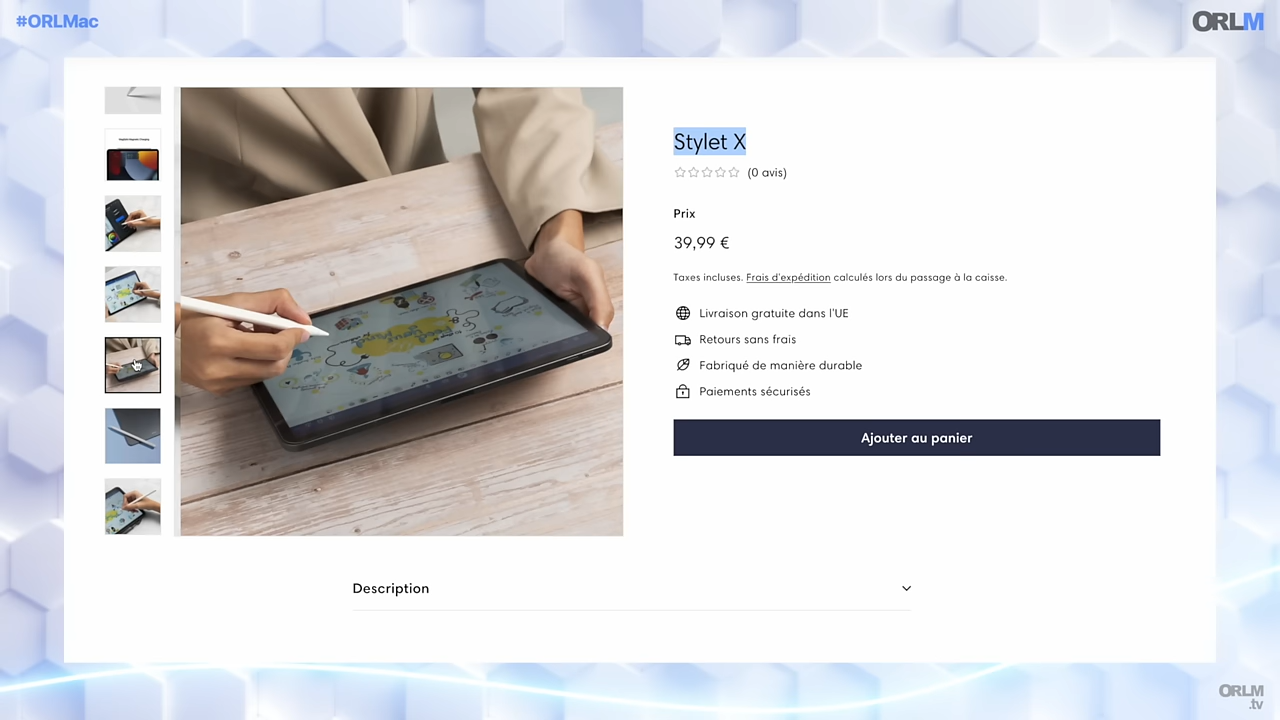 #ORLMac
ORLM
Stylet X
(0 avis)
Prix
39,99 €
Taxes incluses. Frais d'expédition calculés lors du passage à la caisse.
Livraison gratuite dans l'UE
Retours sans frais
Fabriqué de manière durable
Paiements sécurisés
Ajouter au panier
Description
ORLM
.tv